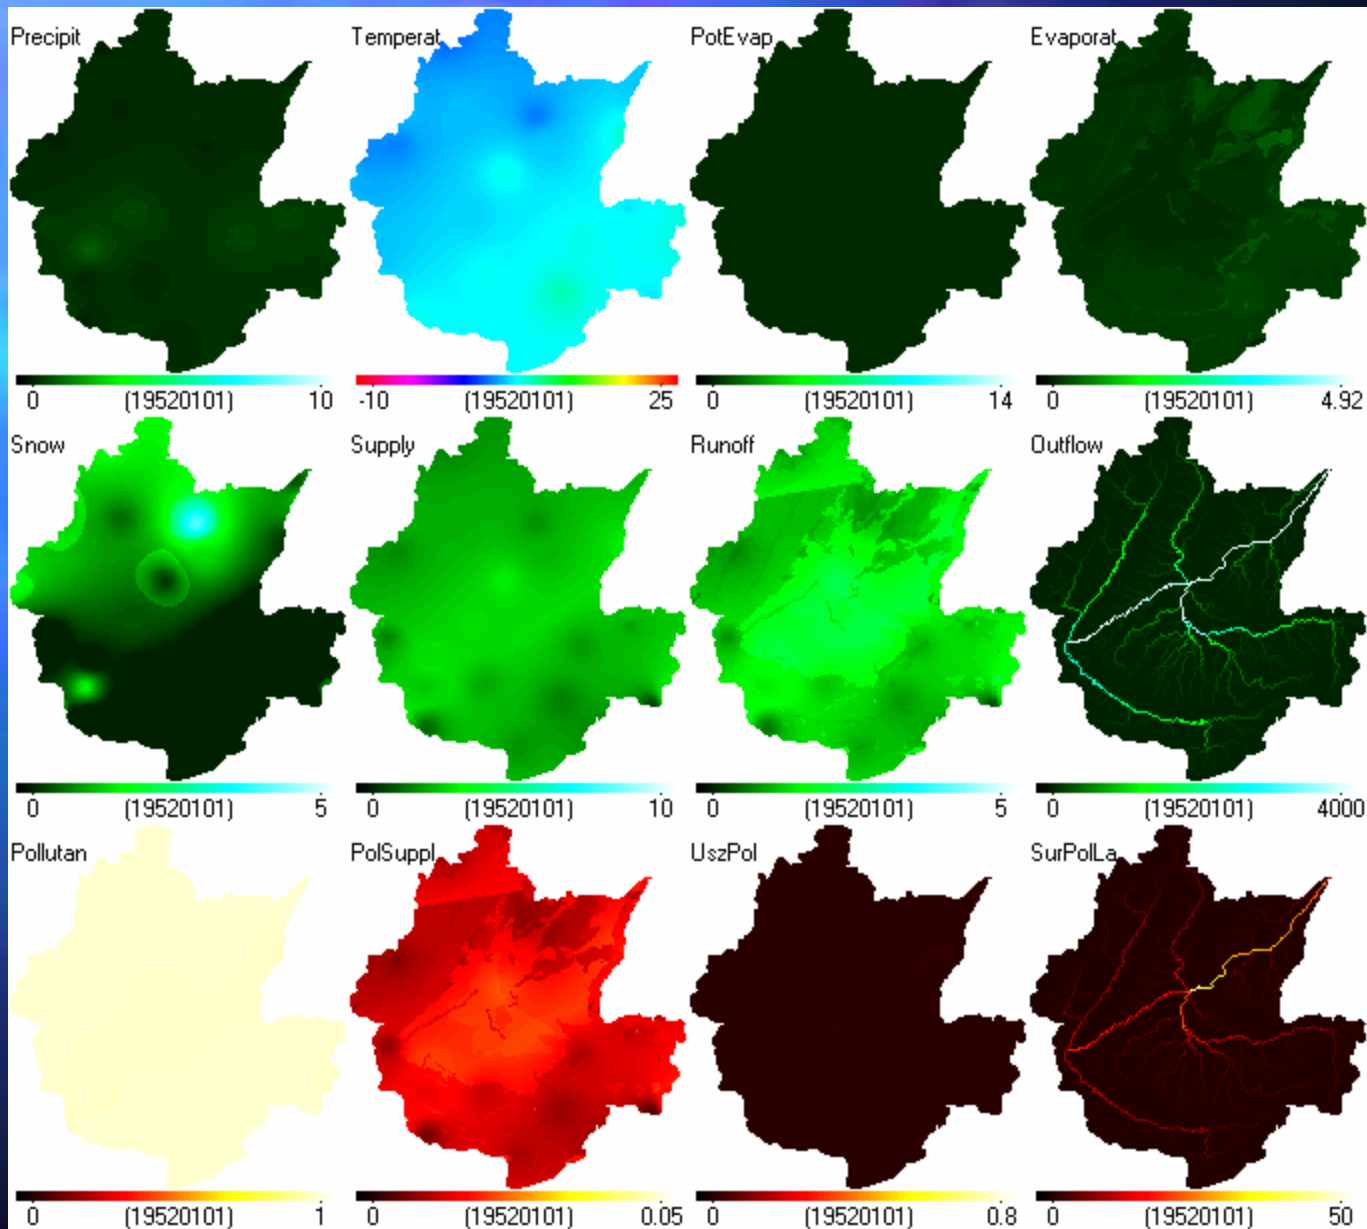 Precipit
Temperat
PotEvap
Evaporat
0 (19520101) 10
-10 (19520101) 25
0 (19520101) 14
0 (19520101) 4.92
Snow
Supply
Runoff
Outflow
0 (19520101) 5
0 (19520101) 10
0 (19520101) 5
0 (19520101) 4000
Pollutan
PolSuppl
UszPol
SurPolLa
0 (19520101) 1
0 (19520101) 0.05
0 (19520101) 0.8
0 (19520101) 50